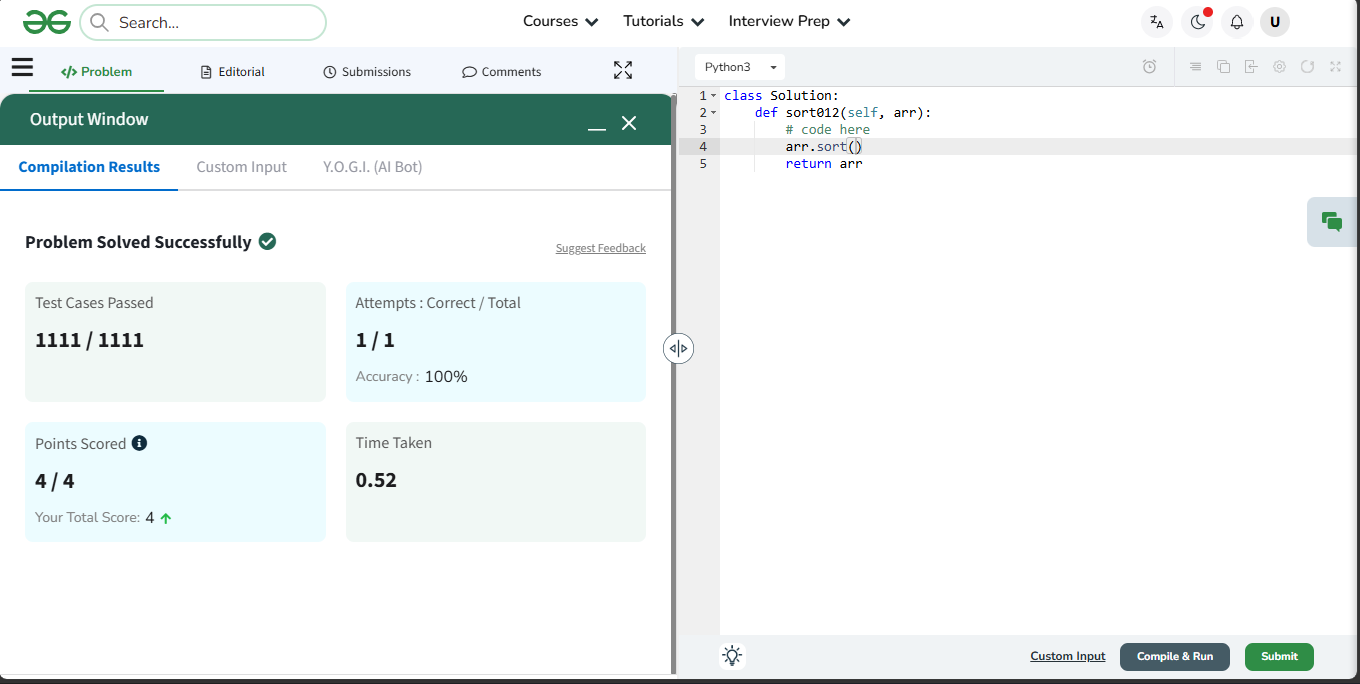 Search...
Courses
Tutorials
Interview Prep
U
</> Problem
Editorial
Submissions
Comments
Python3
Output Window
Compilation Results
Custom Input
Y.O.G.I. (AI Bot)
Problem Solved Successfully
Suggest Feedback
Test Cases Passed
1111 / 1111
Attempts : Correct / Total
1 / 1
Accuracy : 100%
Points Scored
4 / 4
Your Total Score: 4
Time Taken
0.52
1 class Solution:
2     def sort012(self, arr):
3         # code here
4         arr.sort()
5         return arr
Custom Input
Compile & Run
Submit